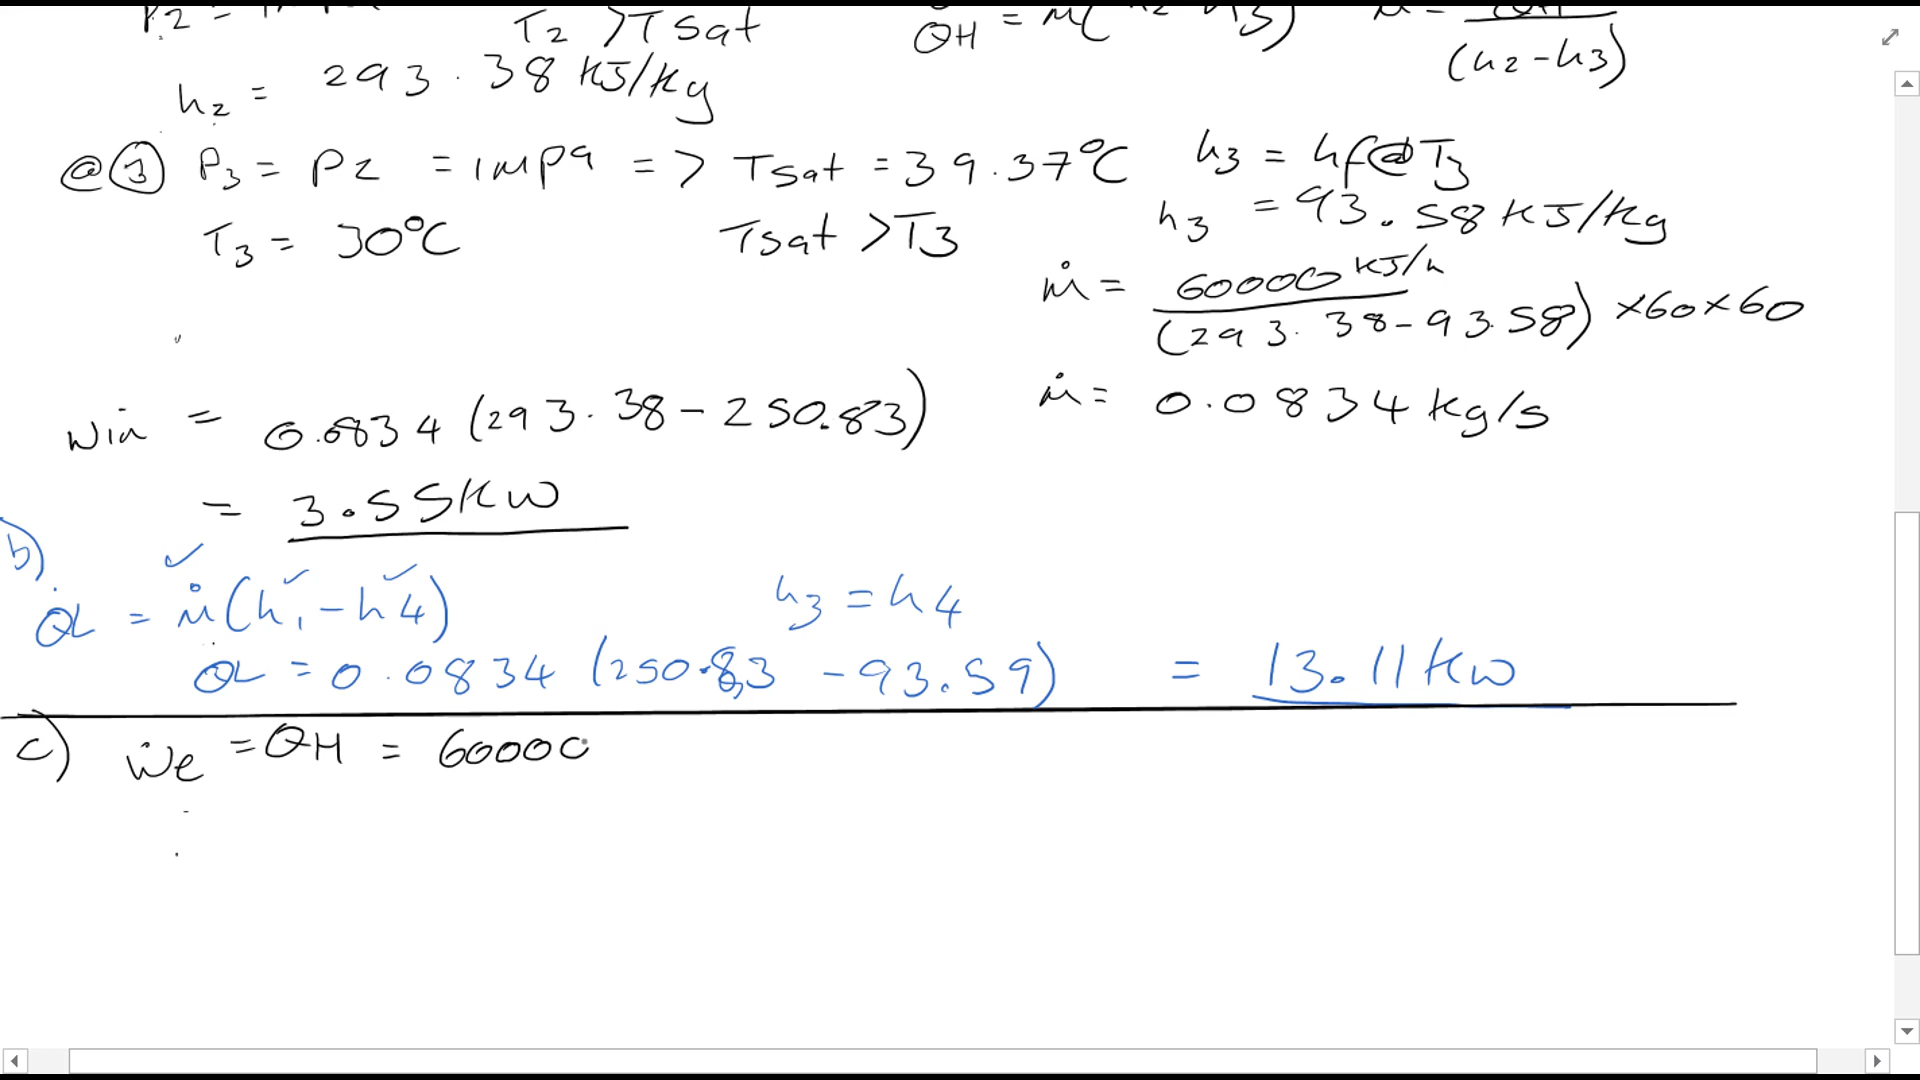 P2 =
T2 >Tsat
QH = ṁ( h3)
(h2-h3)
h2 = 293.38 KJ/Kg
@③ P3 = P2 = 1mpa => Tsat = 39.37°C
h3 = hf@T3
T3 = 30°C Tsat >T3
h3 = 93.58 KJ/Kg
ṁ = 60000 KJ/h
(293.38-93.58) ×60×60
ṁ = 0.0834 Kg/s
Win = 0.0834 (293.38-250.83)
= 3.55KW
b)
QL = ṁ(h1 - h4) h3 = h4
QL = 0.0834 (250.83 -93.59) = 13.11KW
c) Ẇe = QH = 60000